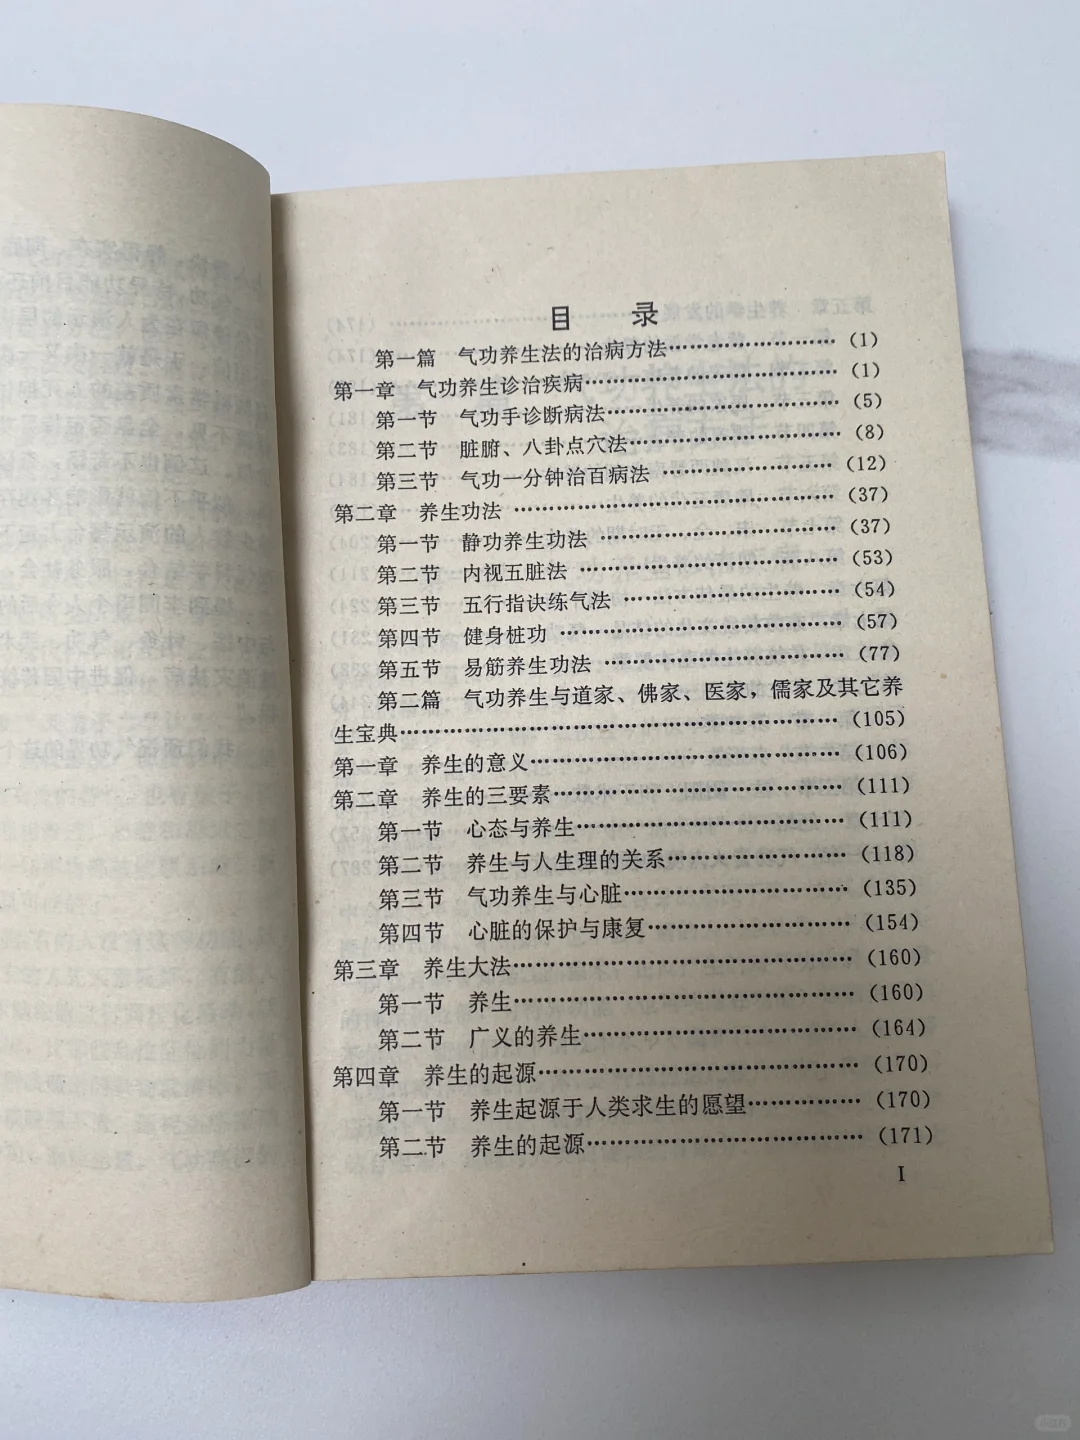 目 录
第一篇 气功养生法的治病方法……………………(1)
第一章 气功养生诊治疾病………………………………(1)
第一节 气功手诊断病法……………………………(5)
第二节 脏腑、八卦点穴法…………………………(8)
第三节 气功一分钟治百病法 ……………………(12)
第二章 养生功法 ………………………………………(37)
第一节 静功养生功法 ……………………………(37)
第二节 内视五脏法 ………………………………(53)
第三节 五行指诀练气法 …………………………(54)
第四节 健身桩功 …………………………………(57)
第五节 易筋养生功法 ……………………………(77)
第二篇 气功养生与道家、佛家、医家，儒家及其它养
生宝典……………………………………………………(105)
第一章 养生的意义……………………………………(106)
第二章 养生的三要素…………………………………(111)
第一节 心态与养生………………………………(111)
第二节 养生与人生理的关系……………………(118)
第三节 气功养生与心脏…………………………(135)
第四节 心脏的保护与康复………………………(154)
第三章 养生大法………………………………………(160)
第一节 养生………………………………………(160)
第二节 广义的养生………………………………(164)
第四章 养生的起源……………………………………(170)
第一节 养生起源于人类求生的愿望……………(170)
第二节 养生的起源………………………………(171)
I